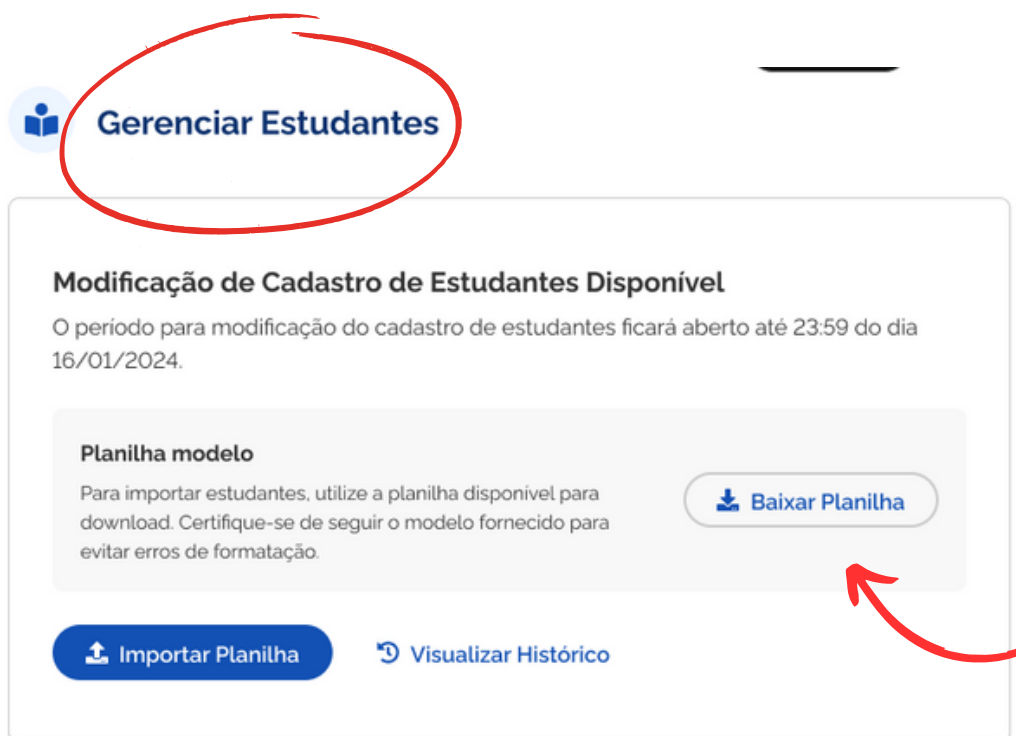 Gerenciar Estudantes
Modificação de Cadastro de Estudantes Disponível
O período para modificação do cadastro de estudantes ficará aberto até 23:59 do dia
16/01/2024.
Planilha modelo
Para importar estudantes, utilize a planilha disponível para
download. Certifique-se de seguir o modelo fornecido para
evitar erros de formatação.
Baixar Planilha
Importar Planilha
Visualizar Histórico